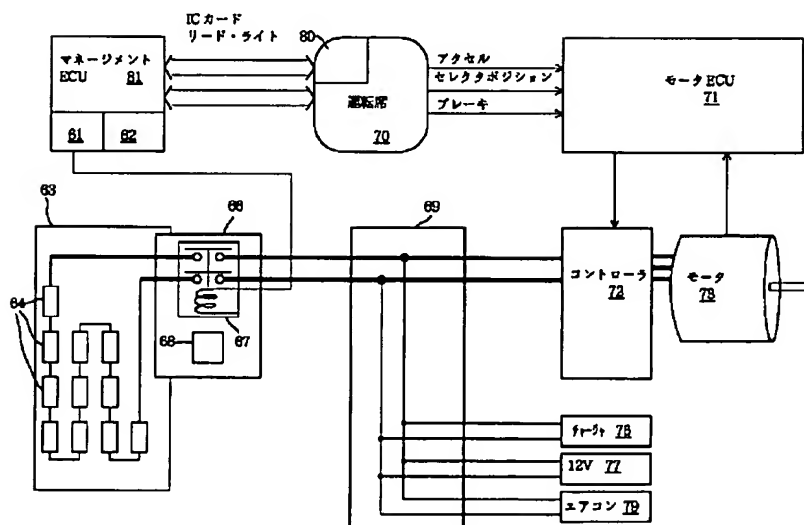 ICカード
リード・ライト
80
マネージメント
ECU 81
61 62
アクセル
セレクタポジション
ブレーキ
運転席
70
モータECU
71
63
66
69
64
67
68
コントローラ
72
モータ
73
チャージャ 76
12V 77
エアコン 79